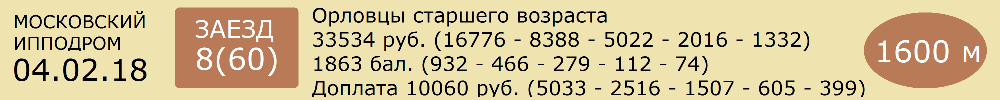 МОСКОВСКИЙ
ИППОДРОМ
04.02.18
ЗАЕЗД
8(60)
Орловцы старшего возраста
33534 руб. (16776 - 8388 - 5022 - 2016 - 1332)
1863 бал. (932 - 466 - 279 - 112 - 74)
Доплата 10060 руб. (5033 - 2516 - 1507 - 605 - 399)
1600 м